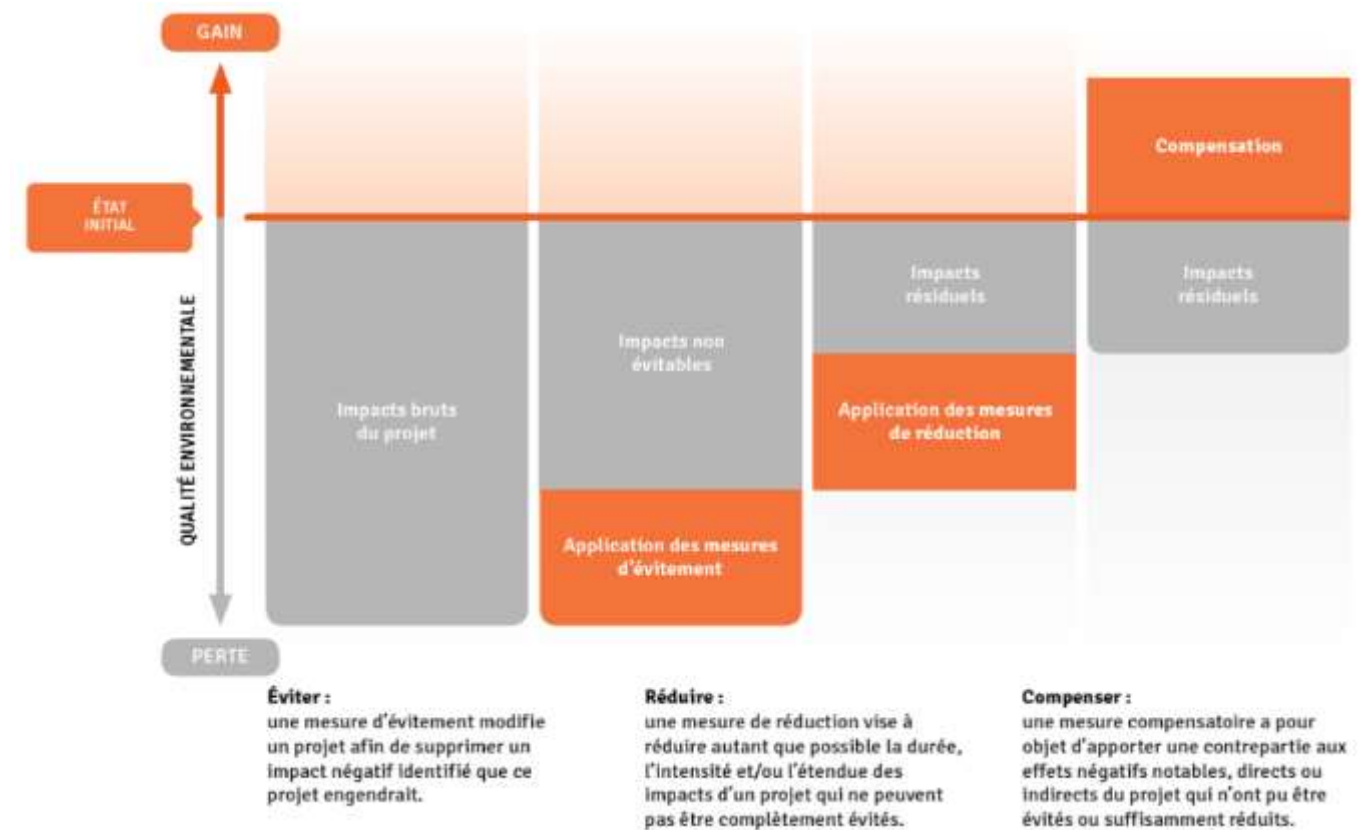 GAIN
ÉTAT
INITIAL
QUALITÉ ENVIRONNEMENTALE
PERTE
Impacts bruts
du projet
Impacts non
évitables
Application des mesures
d'évitement
Impacts
résiduels
Application des mesures
de réduction
Compensation
Impacts
résiduels
Éviter :
une mesure d'évitement modifie
un projet afin de supprimer un
impact négatif identifié que ce
projet engendrait.
Réduire :
une mesure de réduction vise à
réduire autant que possible la durée,
l'intensité et/ou l'étendue des
impacts d'un projet qui ne peuvent
pas être complètement évités.
Compenser :
une mesure compensatoire a pour
objet d'apporter une contrepartie aux
effets négatifs notables, directs ou
indirects du projet qui n'ont pu être
évités ou suffisamment réduits.